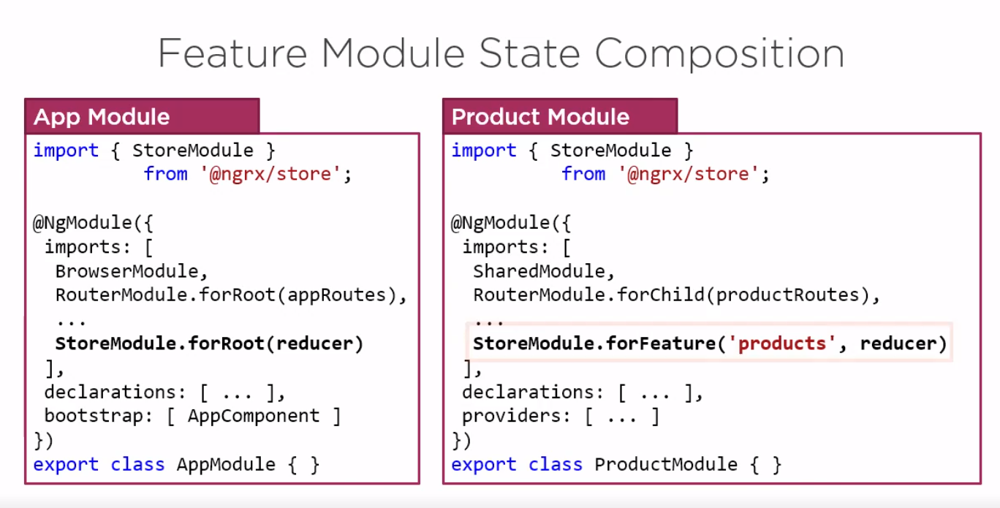 Feature Module State Composition
App Module
import { StoreModule }
          from '@ngrx/store';
@NgModule({
 imports: [
  BrowserModule,
  RouterModule.forRoot(appRoutes),
  ...
  StoreModule.forRoot(reducer)
 ],
 declarations: [ ... ],
 bootstrap: [ AppComponent ]
})
export class AppModule { }
Product Module
import { StoreModule }
          from '@ngrx/store';
@NgModule({
 imports: [
  SharedModule,
  RouterModule.forChild(productRoutes),
  ...
  StoreModule.forFeature('products', reducer)
 ],
 declarations: [ ... ],
 providers: [ ... ]
})
export class ProductModule { }